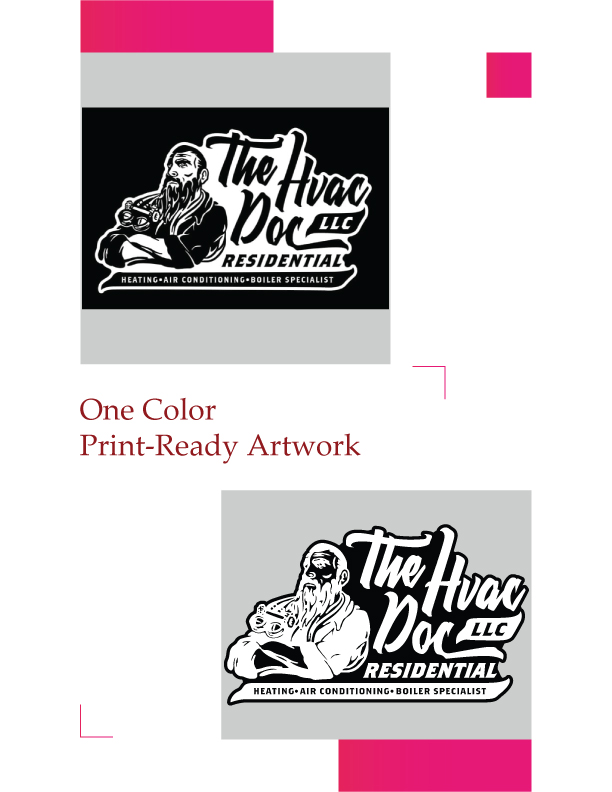 The Hvac
Doc LLC
RESIDENTIAL
HEATING•AIR CONDITIONING•BOILER SPECIALIST
One Color
Print-Ready Artwork
The Hvac
Doc LLC
RESIDENTIAL
HEATING•AIR CONDITIONING•BOILER SPECIALIST